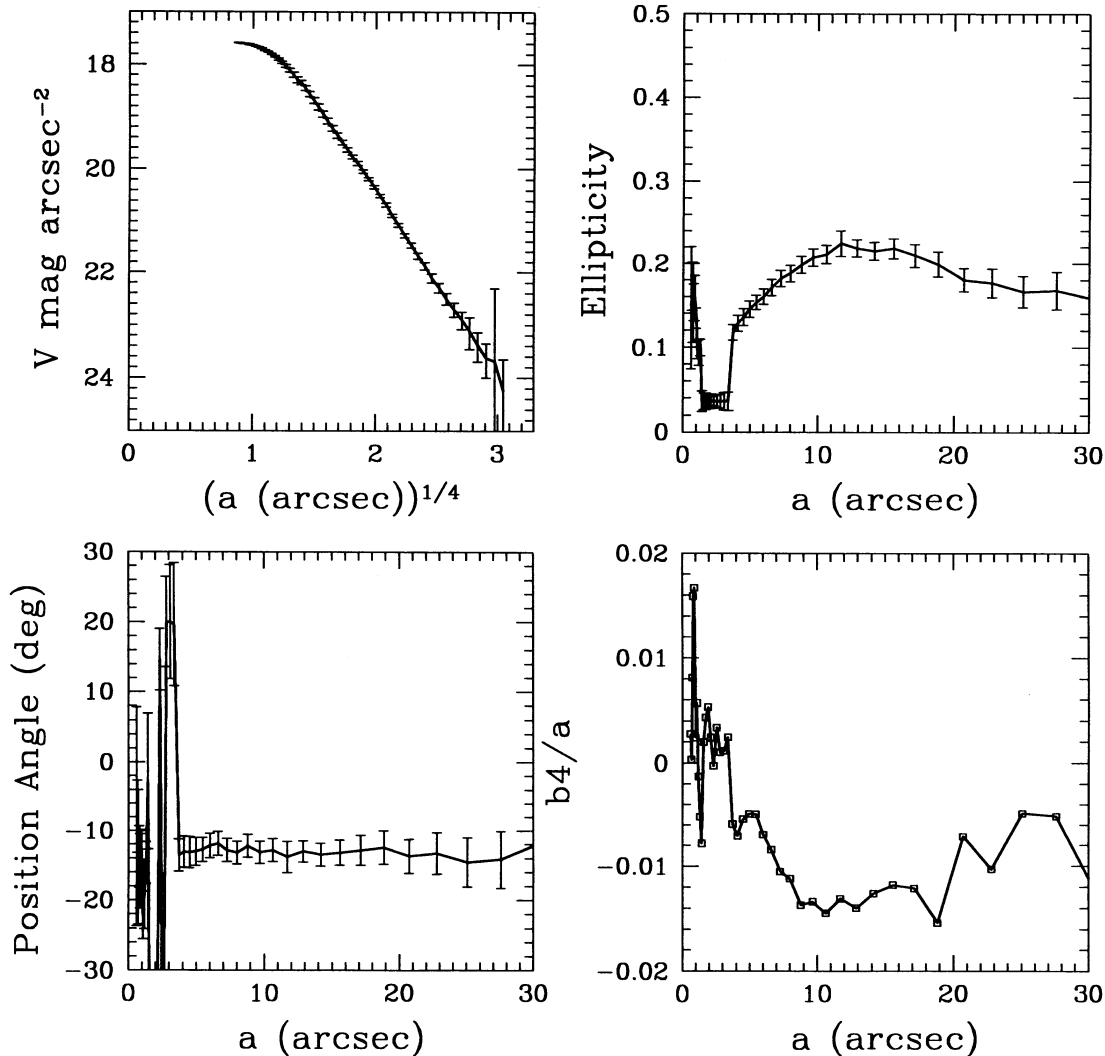 V mag arcsec−2
18
20
22
24
0 1 2 3
(a (arcsec))1/4
Ellipticity
0.5
0.4
0.3
0.2
0.1
0
0 10 20 30
a (arcsec)
Position Angle (deg)
30
20
10
0
−10
−20
−30
0 10 20 30
a (arcsec)
b4/a
0.02
0.01
0
−0.01
−0.02
0 10 20 30
a (arcsec)